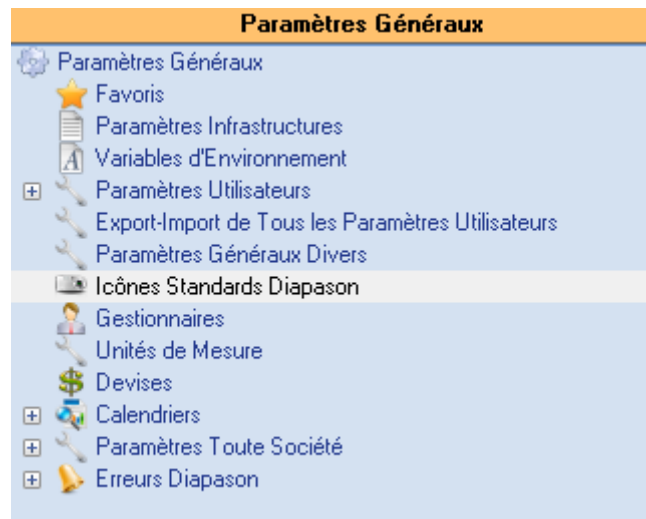 Paramètres Généraux
Paramètres Généraux
Favoris
Paramètres Infrastructures
Variables d'Environnement
Paramètres Utilisateurs
Export-Import de Tous les Paramètres Utilisateurs
Paramètres Généraux Divers
Icônes Standards Diapason
Gestionnaires
Unités de Mesure
Devises
Calendriers
Paramètres Toute Société
Erreurs Diapason